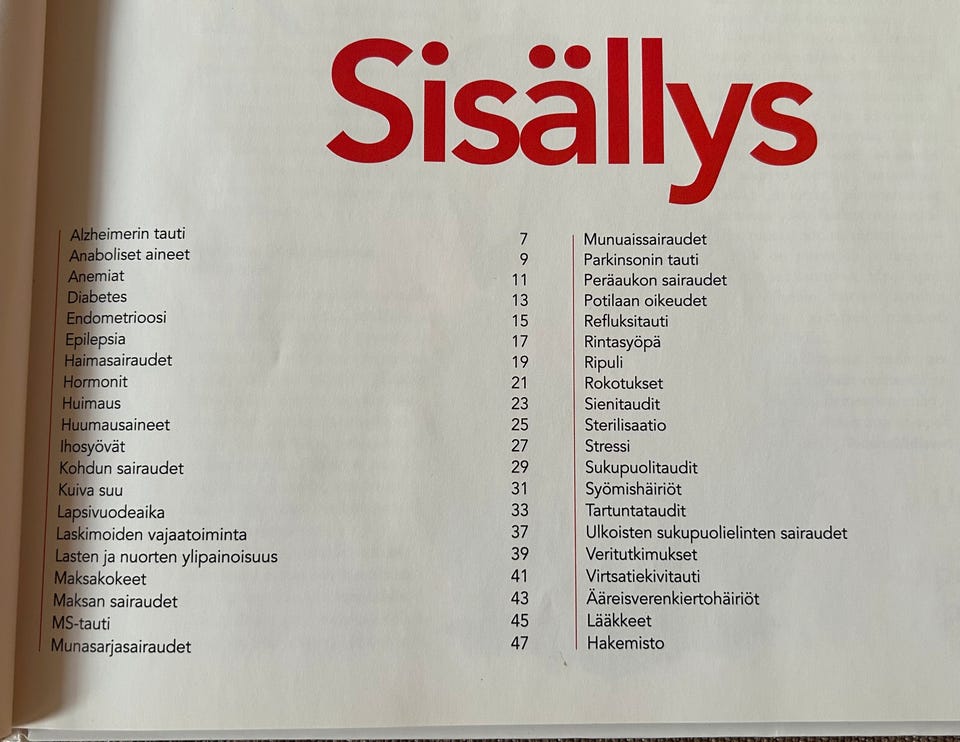 Sisällys
Alzheimerin tauti 7
Anaboliset aineet 9
Anemiat 11
Diabetes 13
Endometrioosi 15
Epilepsia 17
Haimasairaudet 19
Hormonit 21
Huimaus 23
Huumausaineet 25
Ihosyövät 27
Kohdun sairaudet 29
Kuiva suu 31
Lapsivuodeaika 33
Laskimoiden vajaatoiminta 37
Lasten ja nuorten ylipainoisuus 39
Maksakokeet 41
Maksan sairaudet 43
MS-tauti 45
Munasarjasairaudet 47
Munuaissairaudet
Parkinsonin tauti
Peräaukon sairaudet
Potilaan oikeudet
Refluksitauti
Rintasyöpä
Ripuli
Rokotukset
Sienitaudit
Sterilisaatio
Stressi
Sukupuolitaudit
Syömishäiriöt
Tartuntataudit
Ulkoisten sukupuolielinten sairaudet
Veritutkimukset
Virtsatiekivitauti
Ääreisverenkiertohäiriöt
Lääkkeet
Hakemisto